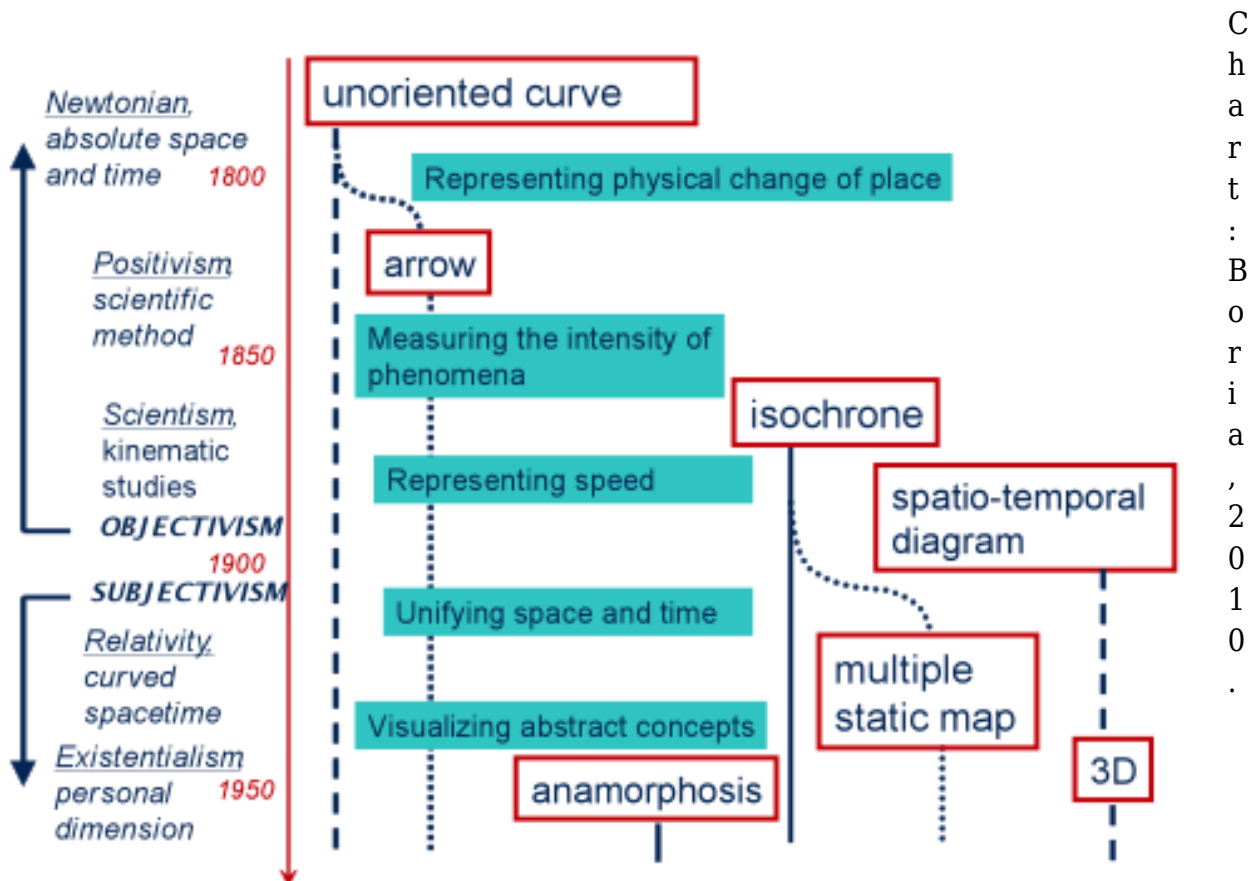 unoriented curve
Newtonian,
absolute space
and time
1800
Representing physical change of place
arrow
Positivism,
scientific
method
1850
Measuring the intensity of
phenomena
isochrone
Scientism,
kinematic
studies
Representing speed
spatio-temporal
diagram
OBJECTIVISM
1900
SUBJECTIVISM
Unifying space and time
Relativity,
curved
spacetime
multiple
static map
Visualizing abstract concepts
Existentialism,
personal
dimension
1950
anamorphosis
3D
Chart: Boria, 2010.